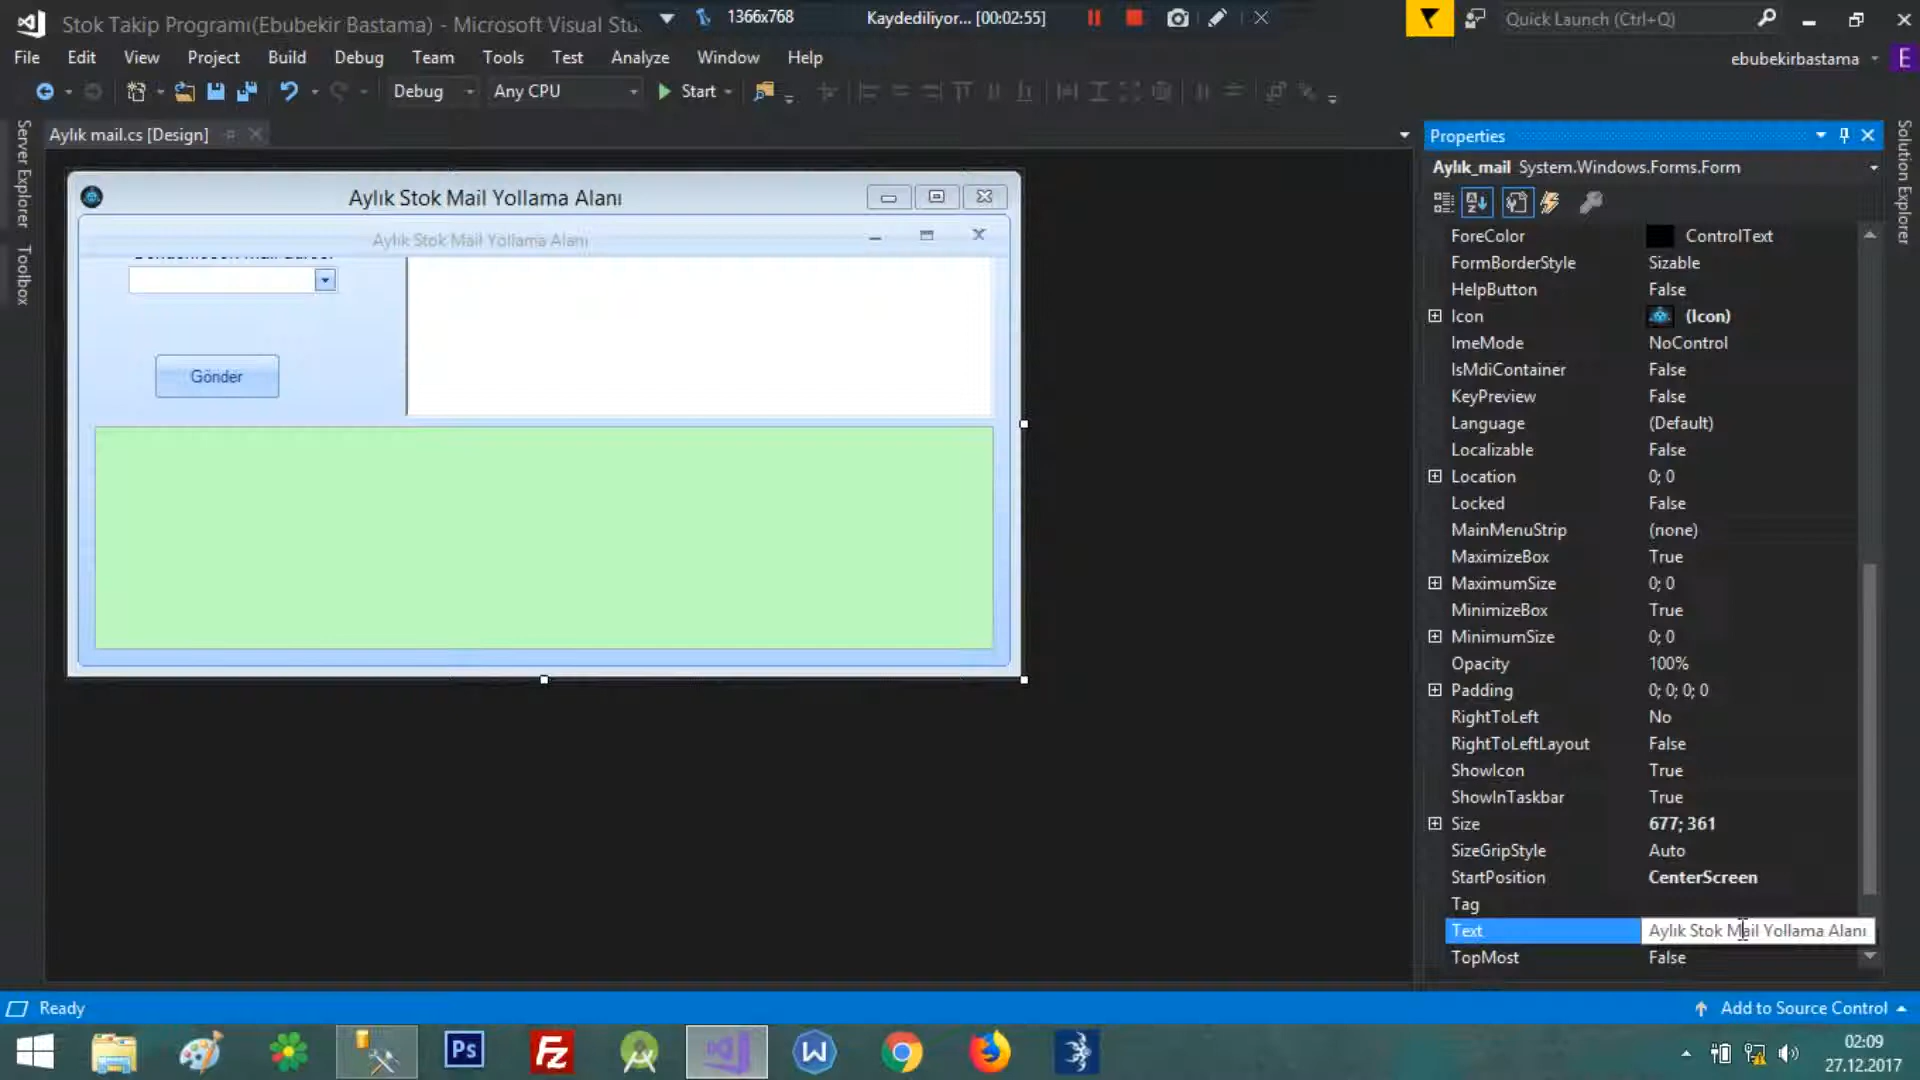 Stok Takip Programı(Ebubekir Bastama) - Microsoft Visual Stu
1366x768
Kaydediliyor... [00:02:55]
Quick Launch (Ctrl+Q)
File Edit View Project Build Debug Team Tools Test Analyze Window Help
ebubekirbastama
E
Debug
Any CPU
Start
Server Explorer
Toolbox
Aylık mail.cs [Design]
Aylık Stok Mail Yollama Alanı
Aylık Stok Mail Yollama Alanı
Gönder
Properties
Aylık_mail System.Windows.Forms.Form
ForeColor ControlText
FormBorderStyle Sizable
HelpButton False
Icon (Icon)
ImeMode NoControl
IsMdiContainer False
KeyPreview False
Language (Default)
Localizable False
Location 0; 0
Locked False
MainMenuStrip (none)
MaximizeBox True
MaximumSize 0; 0
MinimizeBox True
MinimumSize 0; 0
Opacity 100%
Padding 0; 0; 0; 0
RightToLeft No
RightToLeftLayout False
ShowIcon True
ShowInTaskbar True
Size 677; 361
SizeGripStyle Auto
StartPosition CenterScreen
Tag
Text Aylık Stok Mail Yollama Alanı
TopMost False
Solution Explorer
Ready
Add to Source Control
Ps
Fz
W
02:09
27.12.2017